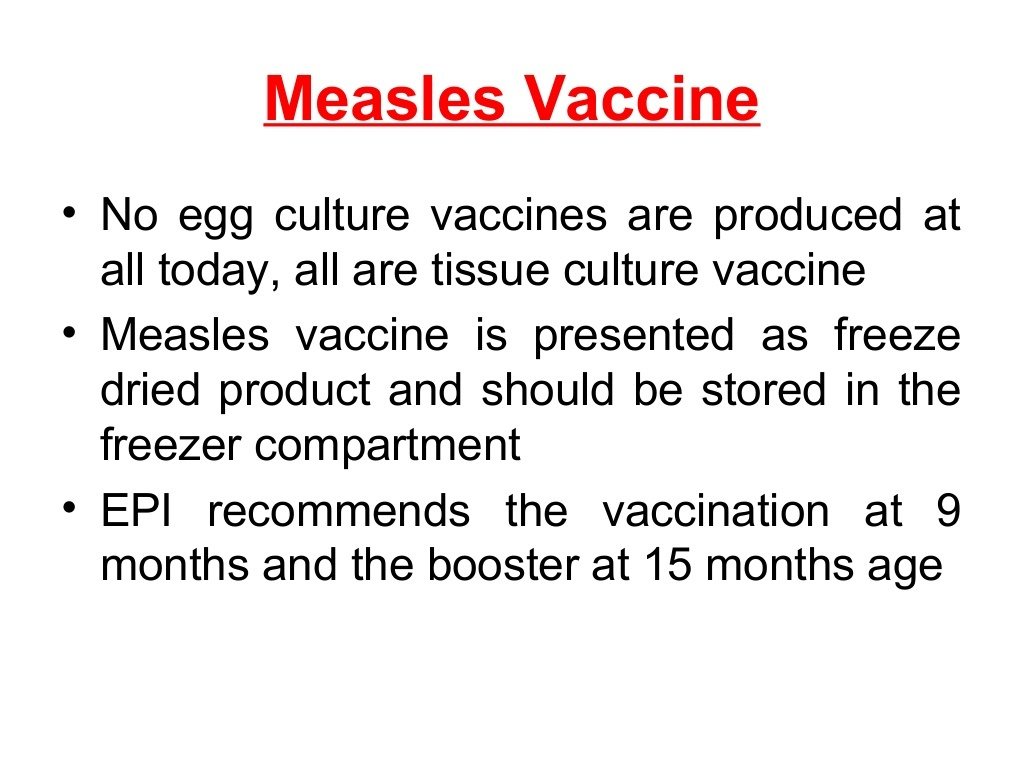 Measles Vaccine
• No egg culture vaccines are produced at
all today, all are tissue culture vaccine
• Measles vaccine is presented as freeze
dried product and should be stored in the
freezer compartment
• EPI recommends the vaccination at 9
months and the booster at 15 months age